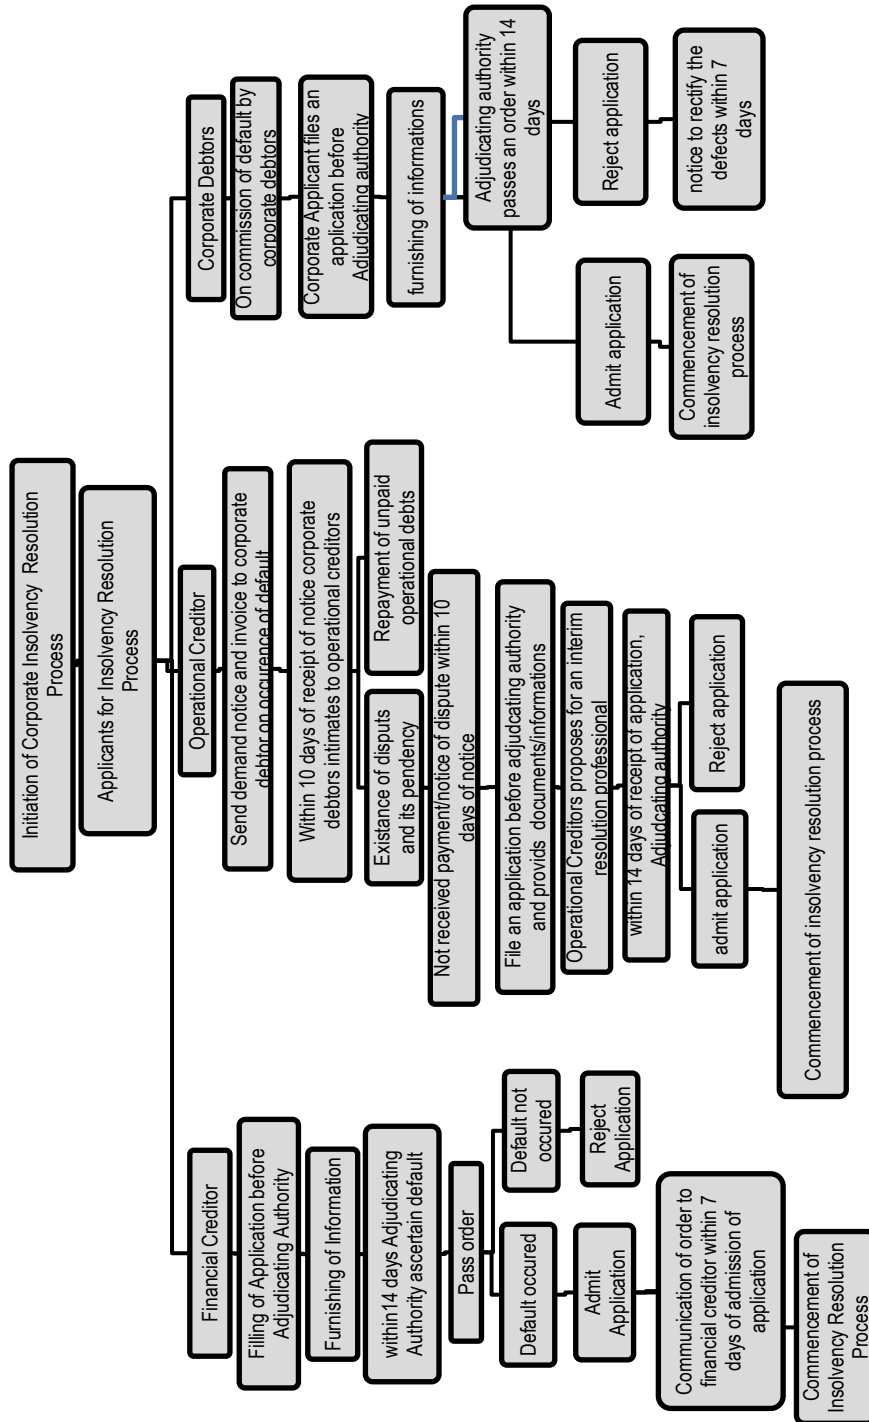 Initiation of Corporate Insolvency Resolution
Process
Applicants for Insolvency Resolution
Process
Financial Creditor
Filling of Application before
Adjudicating Authority
Furnishing of Information
within14 days Adjudicating
Authority ascertain default
Pass order
Default occured
Admit
Application
Communication of order to
financial creditor within 7
days of admission of
application
Commencement of
Insolvency Resolution
Process
Default not
occured
Reject
Application
Operational Creditor
Send demand notice and invoice to corporate
debtor on occurence of default
Within 10 days of receipt of notice corporate
debtors intimates to operational creditors
Existance of disputs
and its pendency
Repayment of unpaid
operational debts
Not received payment/notice of dispute within 10
days of notice
File an application before adjudcating authority
and provids documents/informations
Operational Creditors proposes for an interim
resolution professional
within 14 days of receipt of application,
Adjudcating authority
admit application
Reject application
Commencement of insolvency resolution process
Corporate Debtors
On commission of default by
corporate debtors
Corporate Applicant files an
application before
Adjudicating authority
furnishing of informations
Adjudicating authority
passes an order within 14
days
Admit application
Commencement of
insolvency resolution
process
Reject application
notice to rectify the
defects within 7
days